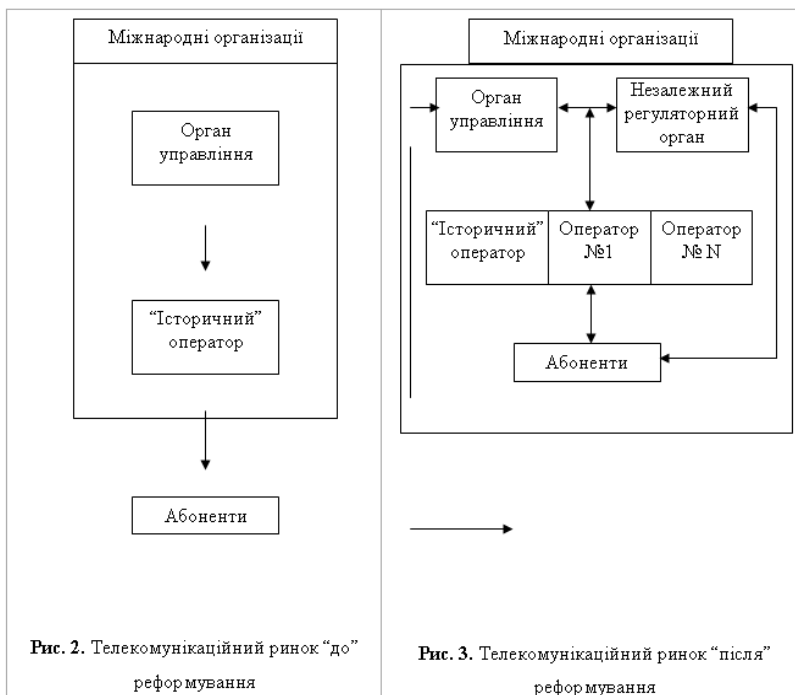 Міжнародні організації
Орган
управління
“Історичний”
оператор
Абоненти
Рис. 2. Телекомунікаційний ринок “до”
реформування
Міжнародні організації
Орган
управління
Незалежний
регуляторний
орган
“Історичний”
оператор
Оператор
№1
Оператор
№ N
Абоненти
Рис. 3. Телекомунікаційний ринок “після”
реформування